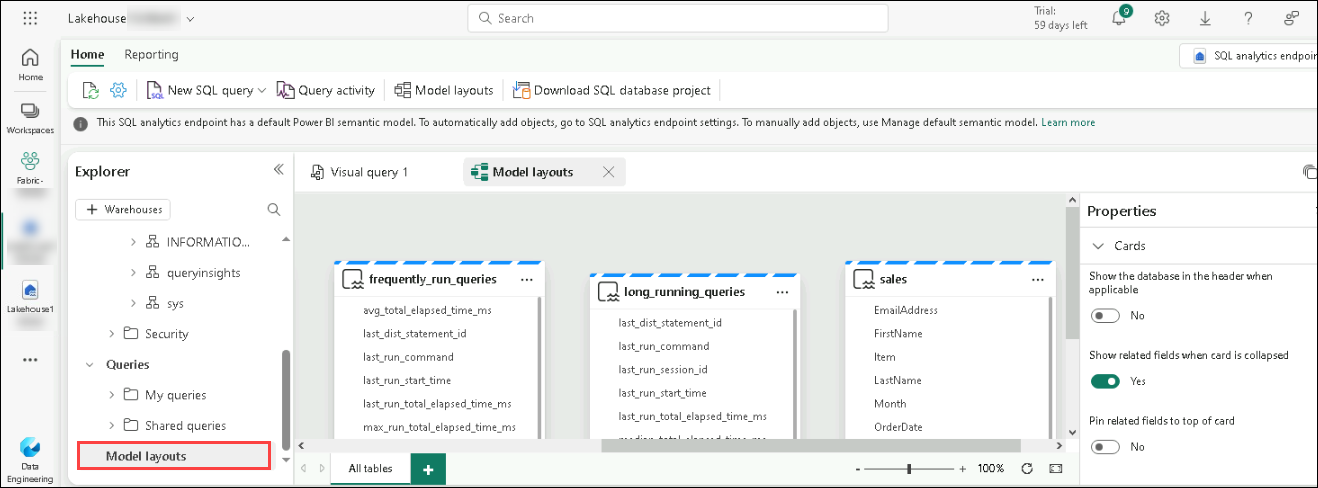 Lakehouse
Search
Trial:
59 days left
9
Home
Reporting
SQL analytics endpoin
New SQL query
Query activity
Model layouts
Download SQL database project
This SQL analytics endpoint has a default Power BI semantic model. To automatically add objects, go to SQL analytics endpoint settings. To manually add objects, use Manage default semantic model. Learn more
Home
Workspaces
Fabric-
Lakehouse1
Data
Engineering
Explorer
+ Warehouses
INFORMATIO...
queryinsights
sys
Security
Queries
My queries
Shared queries
Model layouts
Visual query 1
Model layouts
frequently_run_queries
avg_total_elapsed_time_ms
last_dist_statement_id
last_run_command
last_run_start_time
last_run_total_elapsed_time_ms
max_run_total_elapsed_time_ms
long_running_queries
last_dist_statement_id
last_run_command
last_run_session_id
last_run_start_time
last_run_total_elapsed_time_ms
median_total_elapsed_time_ms
sales
EmailAddress
FirstName
Item
LastName
Month
OrderDate
All tables
+
- + 100%
Properties
Cards
Show the database in the header when
applicable
No
Show related fields when card is collapsed
Yes
Pin related fields to top of card
No